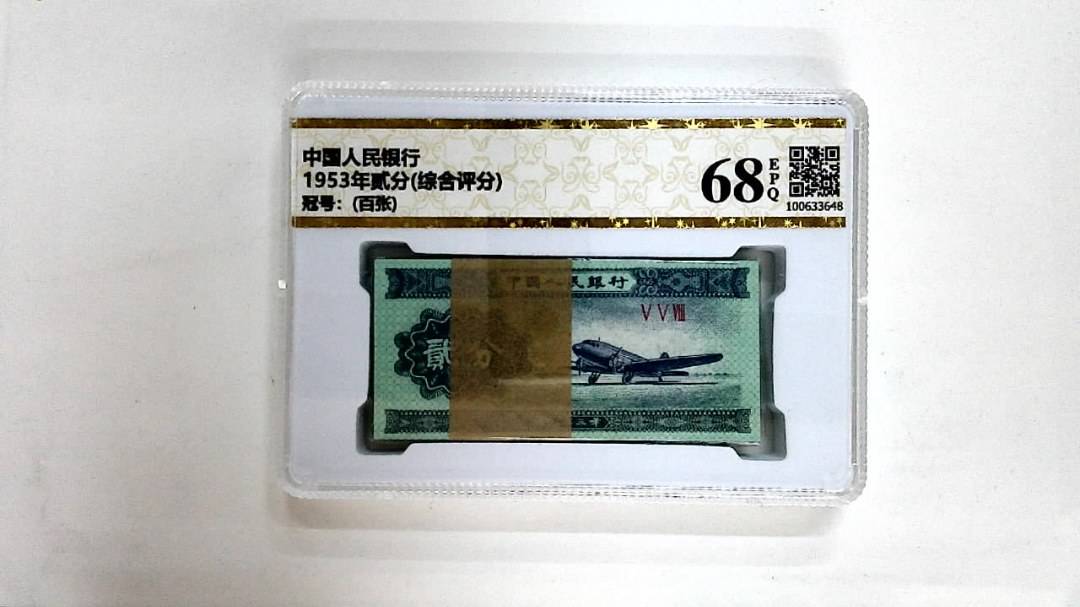 中国人民银行
1953年贰分(综合评分)
冠号：(百张)
68
EPQ
100633648
中国人民銀行
V V VIII
貳分